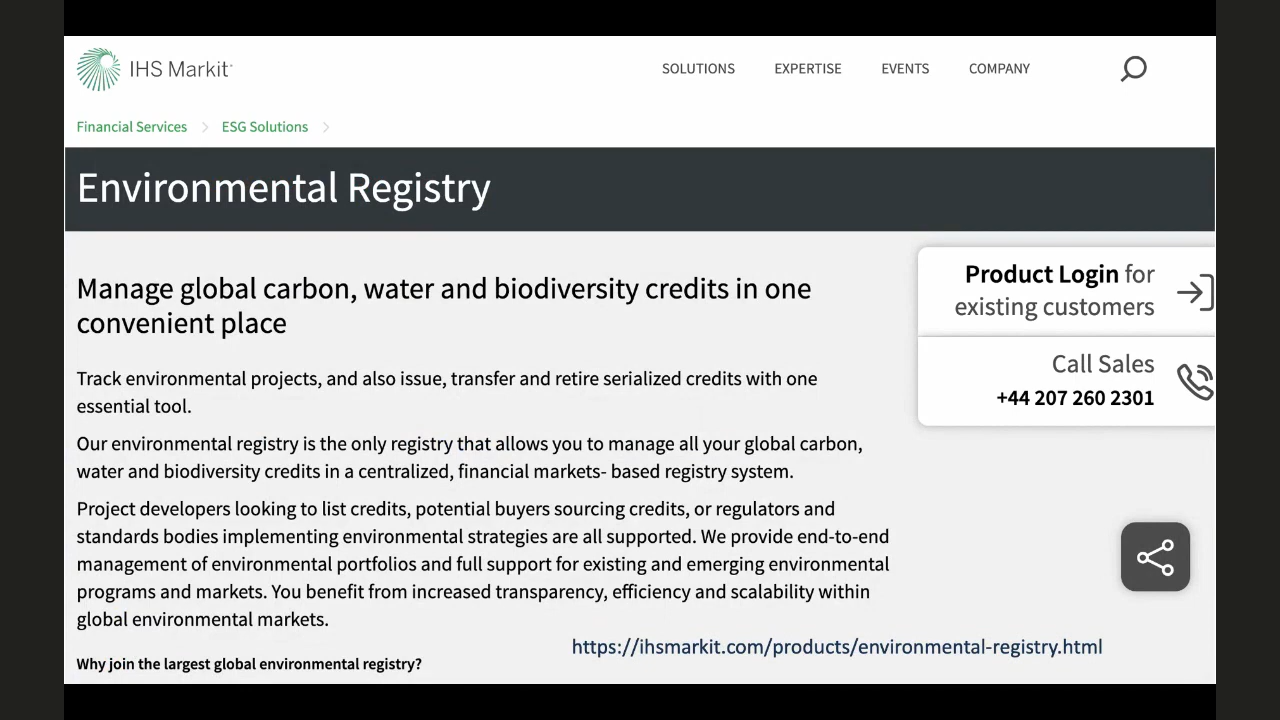 IHS Markit
SOLUTIONS EXPERTISE EVENTS COMPANY
Financial Services ESG Solutions
Environmental Registry
Manage global carbon, water and biodiversity credits in one
convenient place
Track environmental projects, and also issue, transfer and retire serialized credits with one
essential tool.
Our environmental registry is the only registry that allows you to manage all your global carbon,
water and biodiversity credits in a centralized, financial markets- based registry system.
Project developers looking to list credits, potential buyers sourcing credits, or regulators and
standards bodies implementing environmental strategies are all supported. We provide end-to-end
management of environmental portfolios and full support for existing and emerging environmental
programs and markets. You benefit from increased transparency, efficiency and scalability within
global environmental markets.
Why join the largest global environmental registry?
Product Login for
existing customers
Call Sales
+44 207 260 2301
https://ihsmarkit.com/products/environmental-registry.html